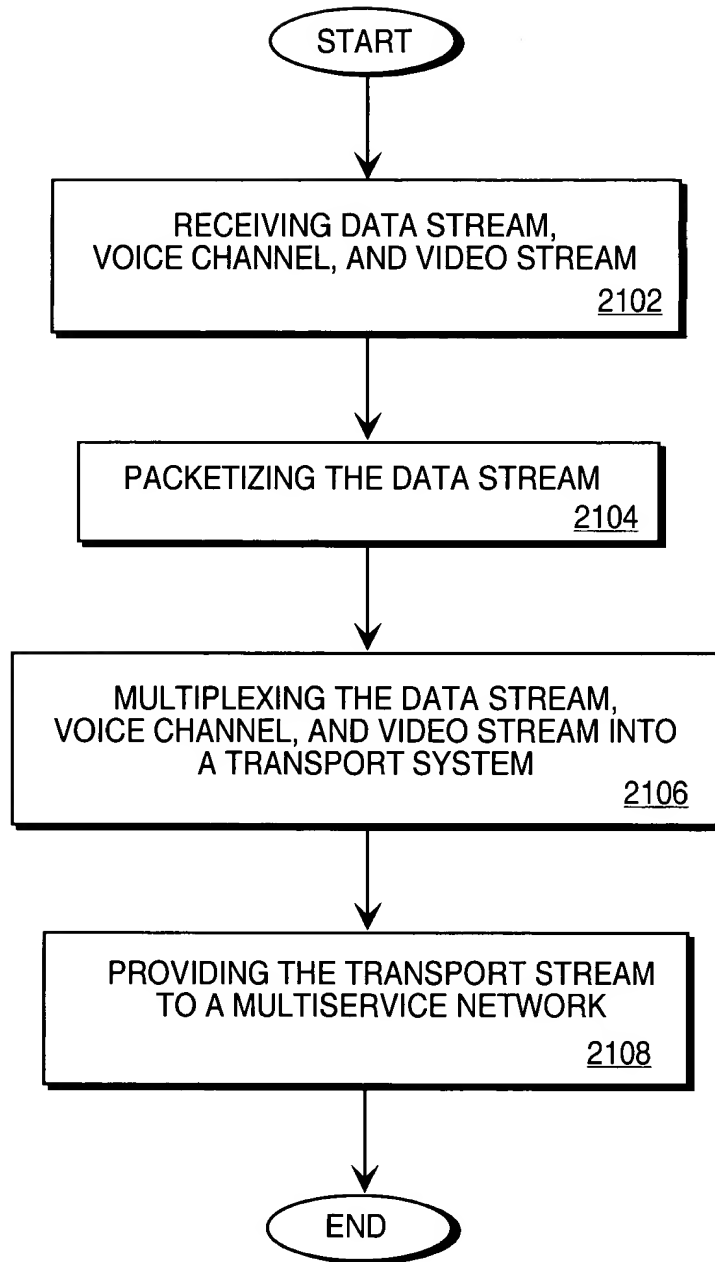 START
RECEIVING DATA STREAM,
VOICE CHANNEL, AND VIDEO STREAM
2102
PACKETIZING THE DATA STREAM
2104
MULTIPLEXING THE DATA STREAM,
VOICE CHANNEL, AND VIDEO STREAM INTO
A TRANSPORT SYSTEM
2106
PROVIDING THE TRANSPORT STREAM
TO A MULTISERVICE NETWORK
2108
END